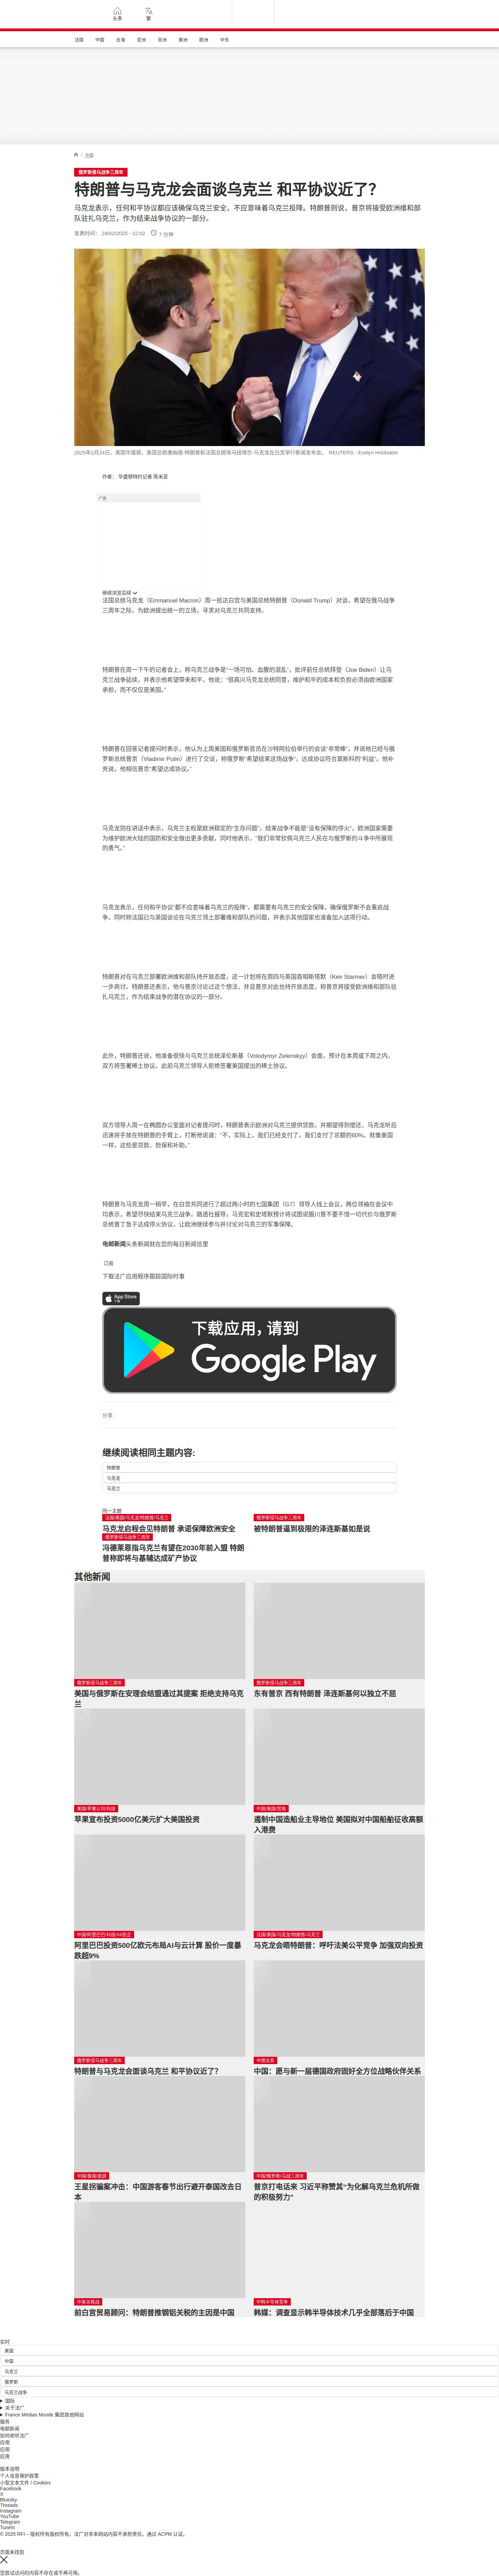 头条
繁
法国
中国
台海
亚洲
非洲
美洲
欧洲
中东
/ 法国
俄罗斯侵乌战争三周年
特朗普与马克龙会面谈乌克兰 和平协议近了？
马克龙表示，任何和平协议都应该确保乌克兰安全，不应意味着乌克兰投降。特朗普则说，普京将接受欧洲维和部
队驻扎乌克兰，作为结束战争协议的一部分。
发表时间： 24/02/2025 - 22:02
7 分钟
2025年2月24日，美国华盛顿，美国总统唐纳德·特朗普和法国总统埃马纽埃尔·马克龙在白宫举行新闻发布会。 REUTERS - Evelyn Hockstein
作者： 华盛顿特约记者 陈米亚
广告
继续浏览后续
法国总统马克龙（Emmanuel Macron）周一抵达白宫与美国总统特朗普（Donald Trump）对谈，希望在俄乌战争
三周年之际，为欧洲提出统一的立场，寻求对乌克兰共同支持。
特朗普在周一下午的记者会上，称乌克兰战争是“一场可怕、血腥的混乱”，批评前任总统拜登（Joe Biden）让乌
克兰战争延续，并表示他希望带来和平，他说：“很高兴马克龙总统同意，维护和平的成本和负担必须由欧洲国家
承担，而不仅仅是美国。”
特朗普在回答记者提问时表示，他认为上周美国和俄罗斯官员在沙特阿拉伯举行的会谈“非常棒”，并说他已经与俄
罗斯总统普京（Vladimir Putin）进行了交谈，称俄罗斯“希望结束这场战争”，达成协议符合莫斯科的“利益”。他补
充说，他相信普京“希望达成协议。”
马克龙则在讲话中表示，乌克兰主权是欧洲稳定的“生存问题”，结束战争不能是“没有保障的停火”，欧洲国家需要
为维护欧洲大陆的国防和安全做出更多贡献，同时他表示，“我们非常钦佩乌克兰人民在与俄罗斯的斗争中所展现
的勇气。”
马克龙表示，任何和平协议“都不应意味着乌克兰的投降”，都需要有乌克兰的安全保障，确保俄罗斯不会重启战
争。同时称法国已与英国谈论在乌克兰领土部署维和部队的问题，并表示其他国家也准备加入这项行动。
特朗普对在乌克兰部署欧洲维和部队持开放态度，这一计划将在周四与英国首相斯塔默（Keir Starmer）会晤时进
一步商讨。特朗普还表示，他与普京讨论过这个想法，并且普京对此也持开放态度，称普京将接受欧洲维和部队驻
扎乌克兰，作为结束战争的潜在协议的一部分。
此外，特朗普还说，他准备很快与乌克兰总统泽伦斯基（Volodymyr Zelenskyy）会面，预计在本周或下周之内，
双方将签署稀土协议。此前乌克兰领导人拒绝签署美国提出的稀土协议。
双方领导人周一在椭圆办公室面对记者提问时，特朗普表示欧洲对乌克兰提供贷款，并期望得到偿还，马克龙听后
迅速将手放在特朗普的手臂上，打断他说道：“不，实际上，我们已经支付了。我们支付了总额的60%。就像美国
一样，这些是贷款、担保和补助。”
特朗普与马克龙周一稍早，在白宫共同进行了超过两小时的七国集团（G7）领导人线上会议，两位领袖在会议中
均表示，希望尽快结束乌克兰战争。路透社报导，马克宏和史塔默预计将试图说服川普不要不惜一切代价与俄罗斯
总统普丁急于达成停火协议，让欧洲继续参与并讨论对乌克兰的军事保障。
电邮新闻头条新闻就在您的每日新闻信里
订阅
下载法广应用程序跟踪国际时事
App Store
下载应用，请到
Google Play
分享 :
继续阅读相同主题内容:
特朗普
马克龙
乌克兰
同一主题
法国/美国/马克龙/特朗普/乌克兰
马克龙启程会见特朗普 承诺保障欧洲安全
俄罗斯侵乌战争三周年
被特朗普逼到极限的泽连斯基如是说
俄罗斯侵乌战争三周年
冯德莱恩指乌克兰有望在2030年前入盟 特朗
普称即将与基辅达成矿产协议
其他新闻
俄罗斯侵乌战争三周年
美国与俄罗斯在安理会结盟通过其提案 拒绝支持乌克
兰
俄罗斯侵乌战争三周年
东有普京 西有特朗普 泽连斯基何以独立不屈
美国/苹果公司/科技
苹果宣布投资5000亿美元扩大美国投资
中国/美国/贸易
遏制中国造船业主导地位 美国拟对中国船舶征收高额
入港费
中国/阿里巴巴/科技/AI/民企
阿里巴巴投资500亿欧元布局AI与云计算 股价一度暴
跌超9%
法国/美国/马克龙/特朗普/乌克兰
马克龙会晤特朗普：呼吁法美公平竞争 加强双向投资
俄罗斯侵乌战争三周年
特朗普与马克龙会面谈乌克兰 和平协议近了？
中德关系
中国：愿与新一届德国政府固好全方位战略伙伴关系
中国/泰国/旅游
王星拐骗案冲击：中国游客春节出行避开泰国改去日
本
中国/俄罗斯/乌战三周年
普京打电话来 习近平称赞其“为化解乌克兰危机所做
的积极努力”
中美关税战
前白宫贸易顾问：特朗普推钢铝关税的主因是中国
中韩半导体竞争
韩媒：调查显示韩半导体技术几乎全部落后于中国
实时
美国
中国
乌克兰
俄罗斯
乌克兰战争
国际
关于法广
France Médias Monde 集团其他网站
服务
电邮新闻
如何收听法广
应用
应用
应用
版本说明
个人信息保护政策
小型文本文件 / Cookies
Facebook
X
Bluesky
Threads
Instagram
YouTube
Telegram
TuneIn
© 2025 RFI – 版权所有版权所有。法广对非本网站内容不承担责任。通过 ACPM 认证。
页面未找到
您尝试访问的内容不存在或不再可用。